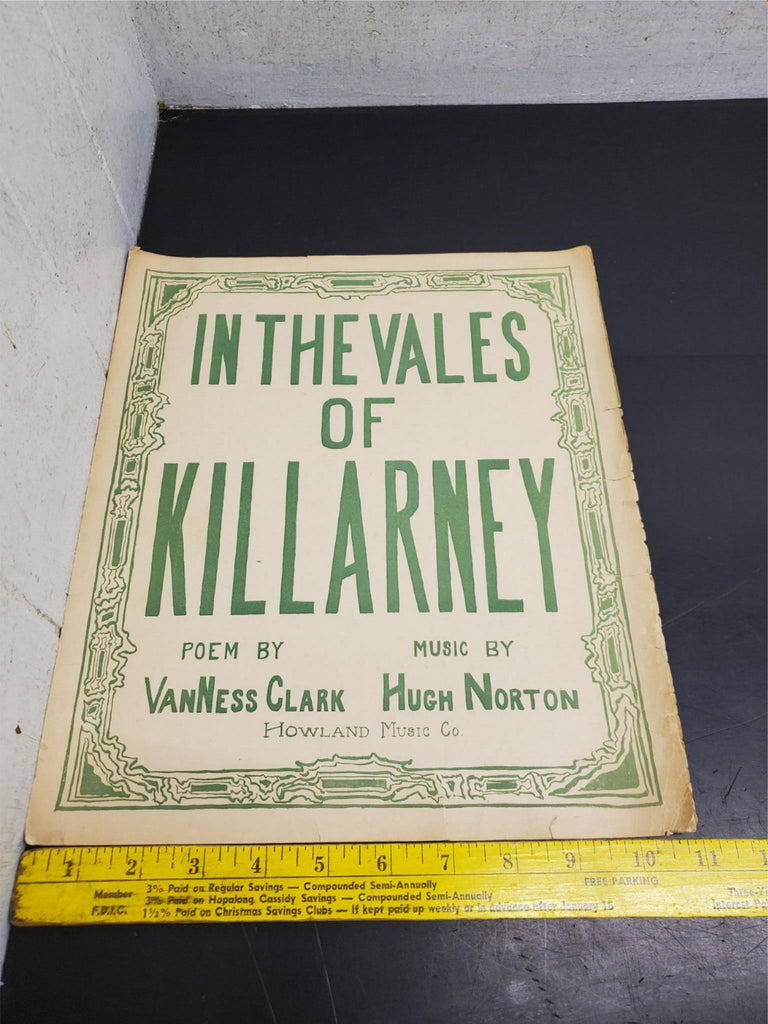 IN THE VALES
OF
KILLARNEY
POEM BY MUSIC BY
VANNESS CLARK HUGH NORTON
HOWLAND MUSIC CO.
1 2 3 4 5 6 7 8 9 10 11
Member 3% Paid on Regular Savings — Compounded Semi-Annually FREE PARKING
3% Paid on Hopalong Cassidy Savings — Compounded Semi-Annually
F.D.I.C. 1½% Paid on Christmas Savings Clubs — If kept paid up weekly or in advance after January 15